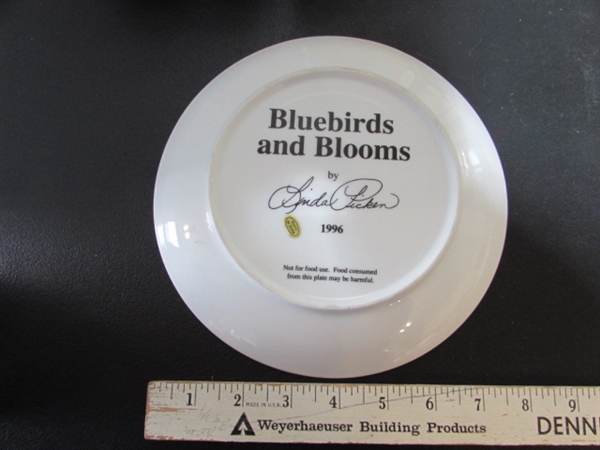 Bluebirds
and Blooms
by
Linda Picken
1996
Not for food use. Food consumed
from this plate may be harmful.
1 2 MADE IN U.S.A. 3 4 5 6 7 8 9
Weyerhaeuser Building Products DENN